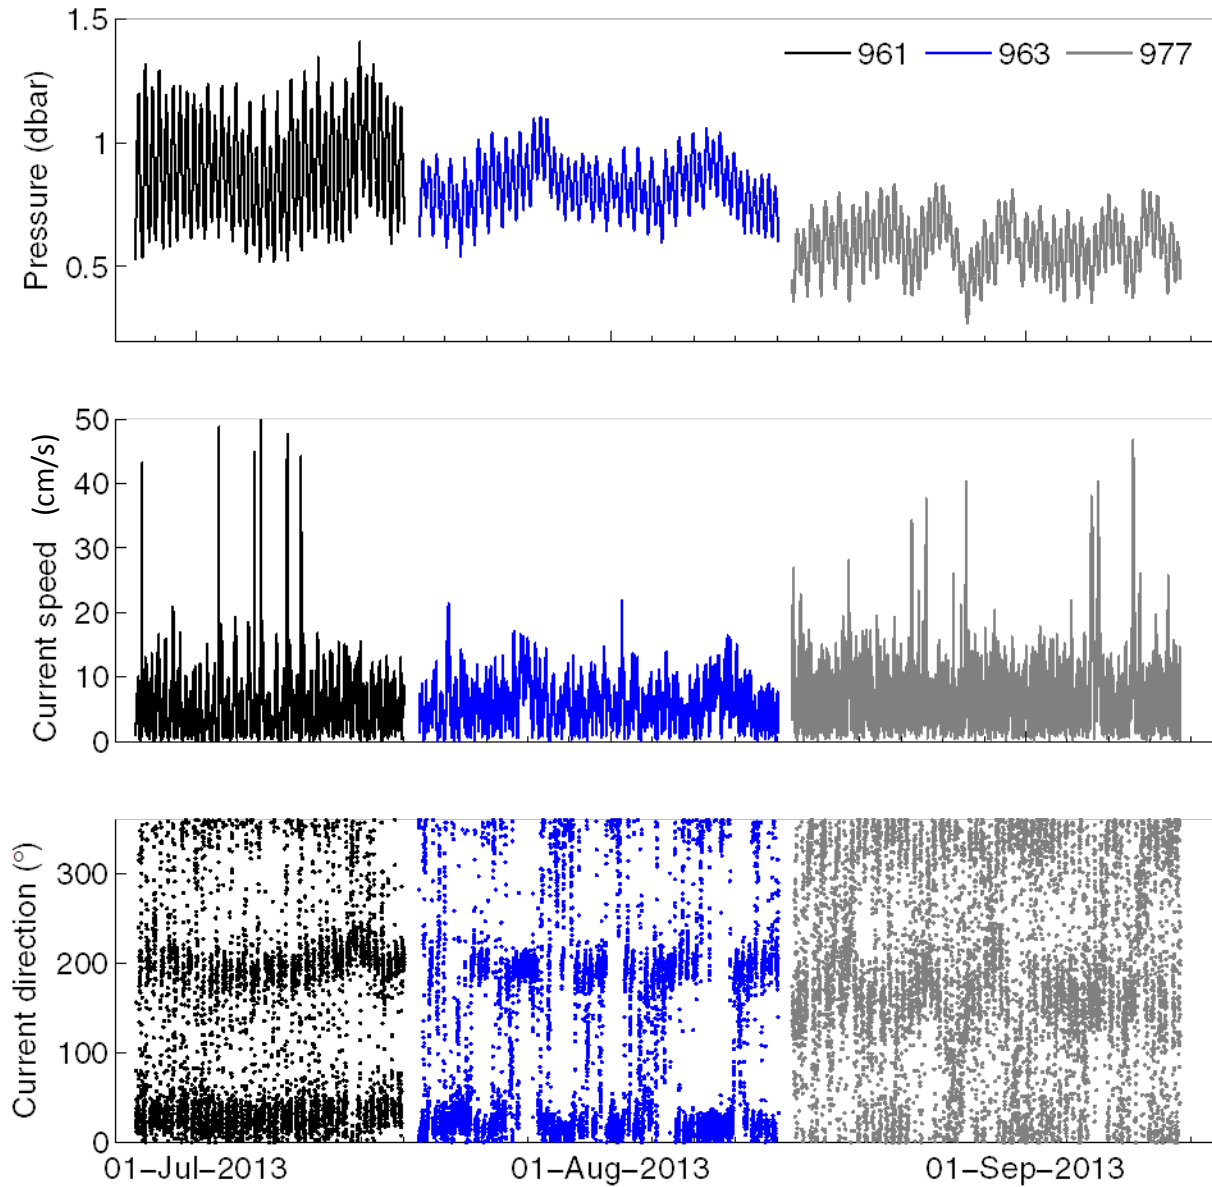 1.5
961 963 977
1
0.5
Pressure (dbar)
50
40
30
20
10
0
Current speed (cm/s)
300
200
100
0
Current direction (°)
01-Jul-2013 01-Aug-2013 01-Sep-2013